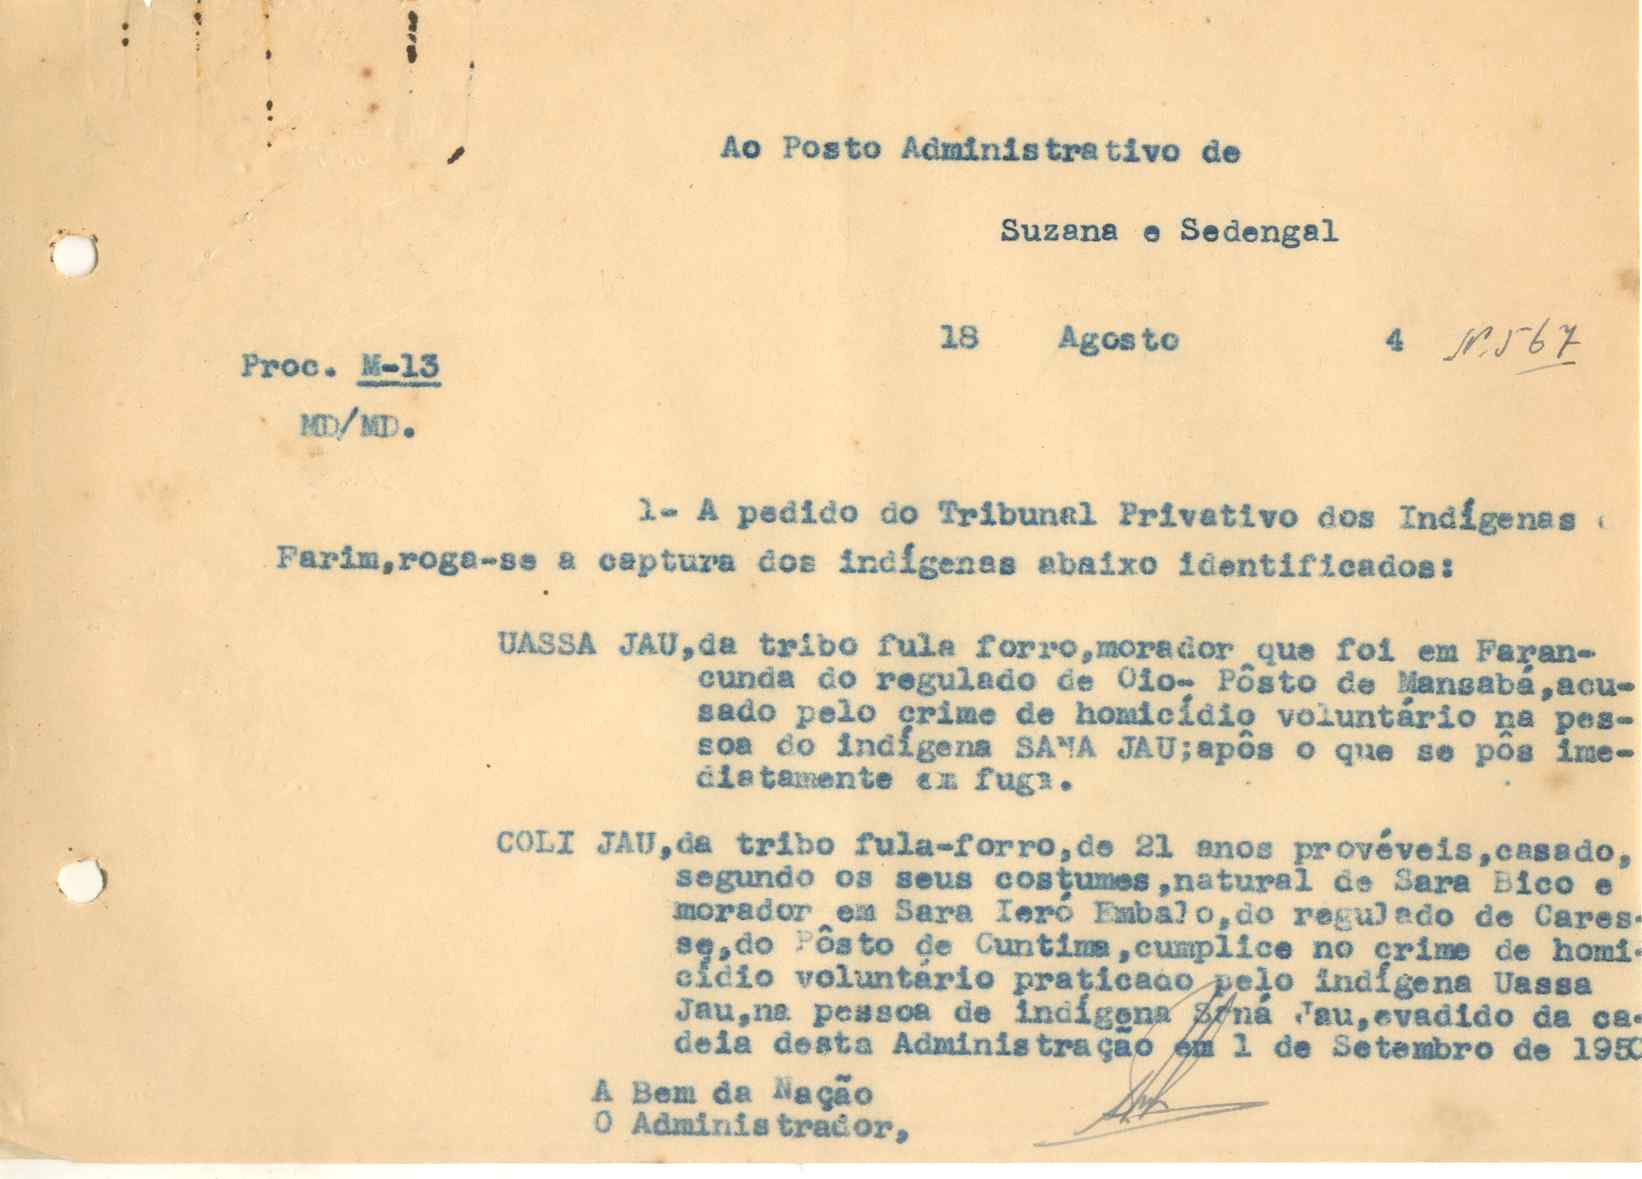 Ao Posto Administrativo de
Suzana e Sedengal
18 Agosto 4 Nº.567
Proc. M-13
MD/MD.
1- A pedido do Tribunal Privativo dos Indígenas
Farim,roga-se a captura dos indígenas abaixo identificados:
UASSA JAU,da tribo fula forro,morador que foi em Faran-
cunda do regulado de Oio- Pôsto de Mansabá,acu-
sado pelo crime de homicídio voluntário na pes-
soa do indígena SAMA JAU;apôs o que se pôs ime-
diatamente em fuga.
COLI JAU,da tribo fula-forro,de 21 anos provéveis,casado,
segundo os seus costumes,natural de Sara Bico e
morador em Sara Ieró Embalo,do regulado de Cares-
se,do Pôsto de Cuntima,cumplice no crime de homi-
cídio voluntário praticado pelo indígena Uassa
Jau,na pessoa de indígena Jau,evadido da ca-
deia desta Administração em 1 de Setembro de 1950
A Bem da Nação
O Administrador,